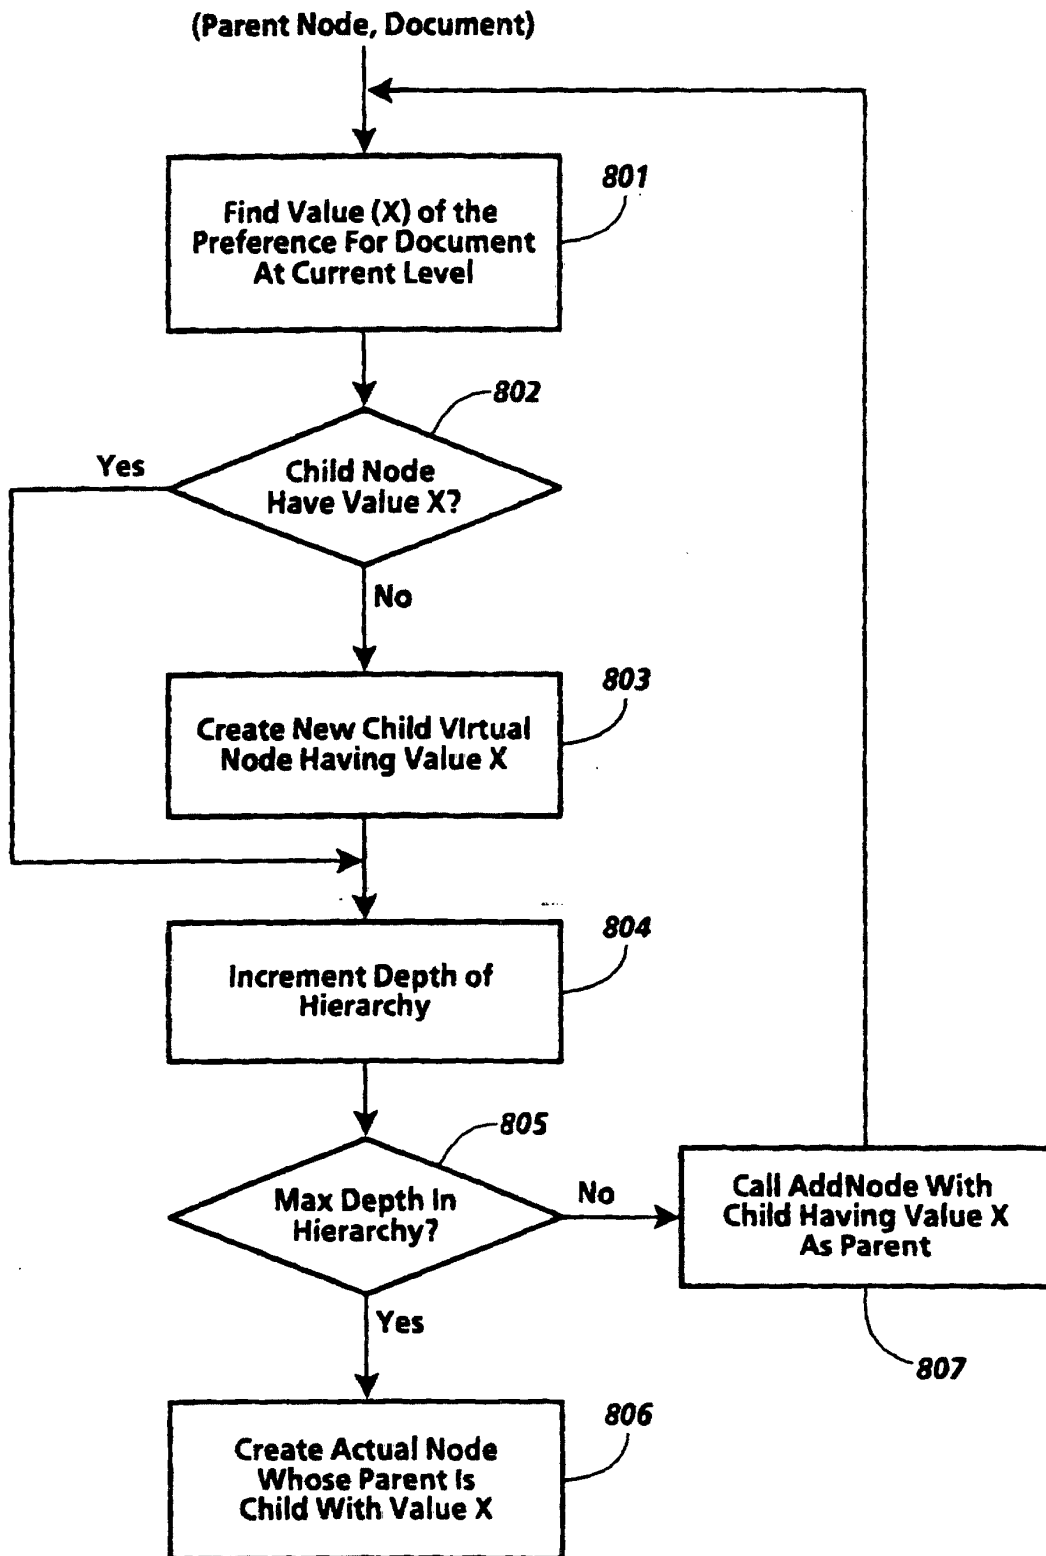 (Parent Node, Document)
801
Find Value (X) of the
Preference For Document
At Current Level
802
Yes
Child Node
Have Value X?
No
803
Create New Child Virtual
Node Having Value X
804
Increment Depth of
Hierarchy
805
Max Depth In
Hierarchy?
No
Call AddNode With
Child Having Value X
As Parent
Yes
807
806
Create Actual Node
Whose Parent is
Child With Value X